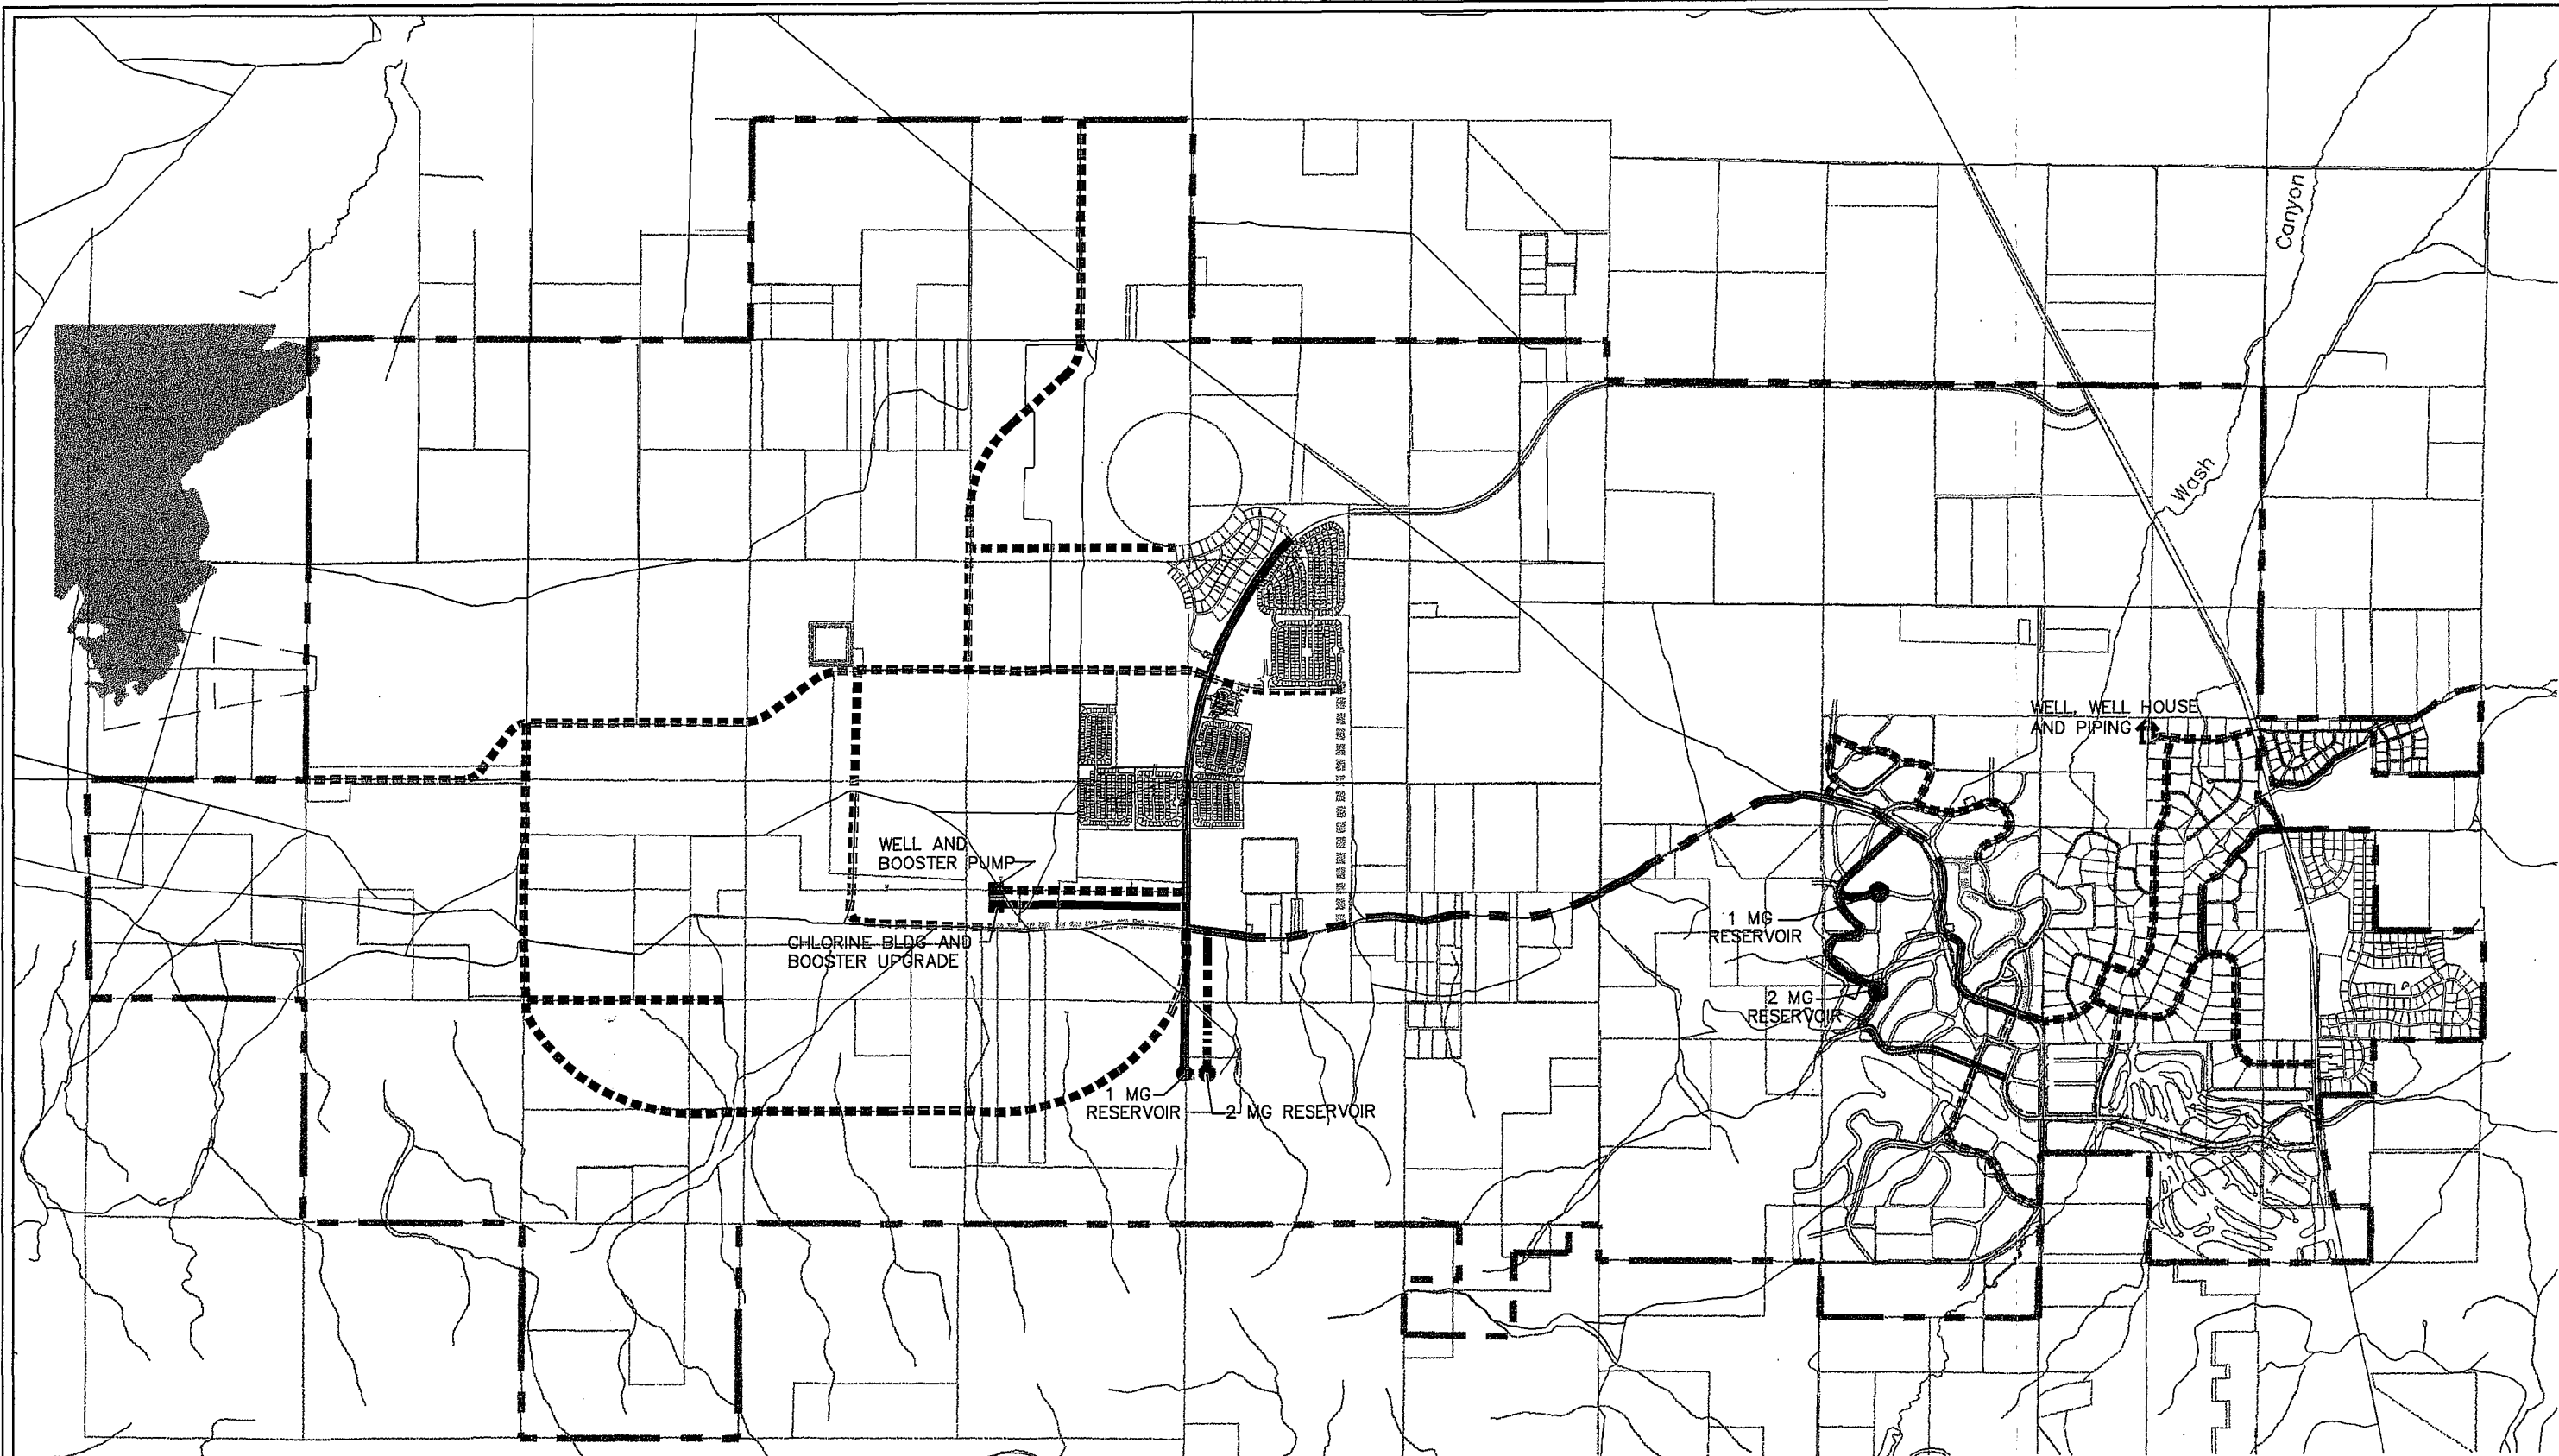 Canyon
Wash
WELL, WELL HOUSE
AND PIPING
WELL AND
BOOSTER PUMP
CHLORINE BLDG AND
BOOSTER UPGRADE
1 MG
RESERVOIR
2 MG
RESERVOIR
1 MG
RESERVOIR
2 MG RESERVOIR